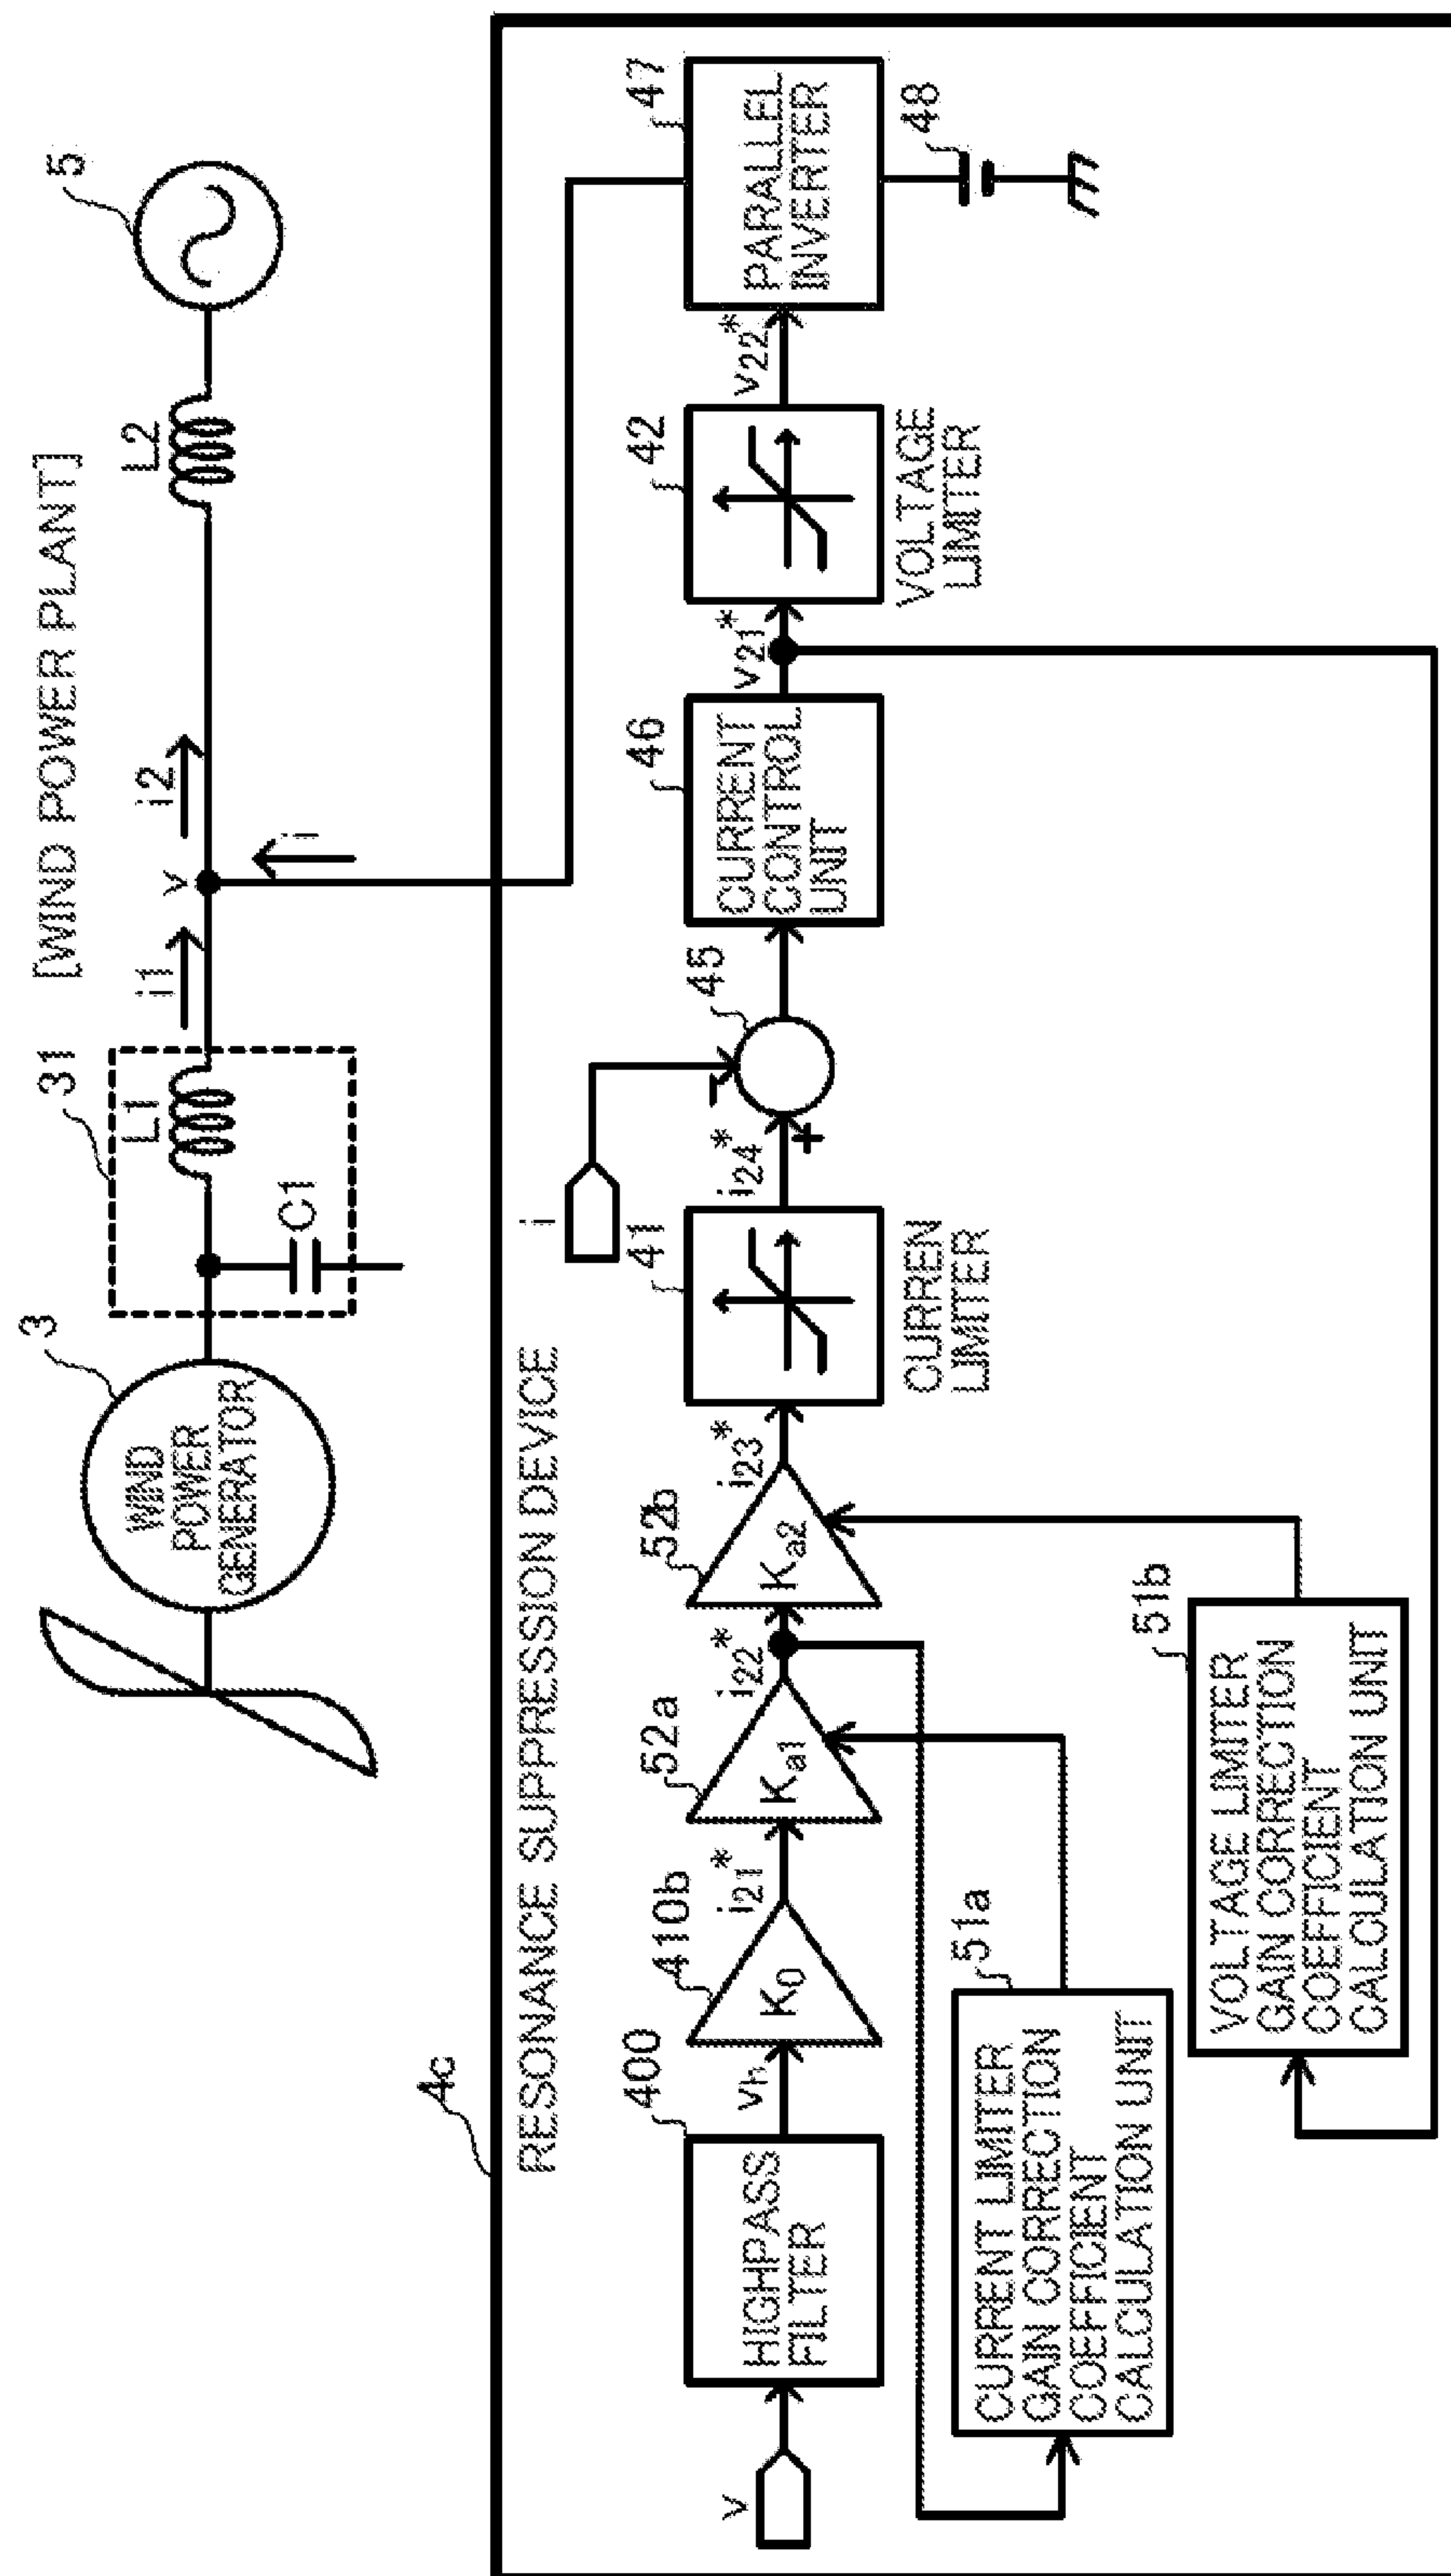 [WIND POWER PLANT]
3
WIND
POWER
GENERATOR
31
L1
C1
i1
v
i2
i
L2
5
4c
RESONANCE SUPPRESSION DEVICE
v
HIGHPASS
FILTER
400
vh
K0
410b
i21*
Ka1
52a
i22*
Ka2
52b
i23*
41
CURREN
LIMITER
i24*
i
+
−
45
CURRENT
CONTROL
UNIT
46
v21*
42
VOLTAGE
LIMITER
v22*
PARALLEL
INVERTER
47
48
51a
CURRENT LIMITER
GAIN CORRECTION
COEFFICIENT
CALCULATION UNIT
51b
VOLTAGE LIMITER
GAIN CORRECTION
COEFFICIENT
CALCULATION UNIT